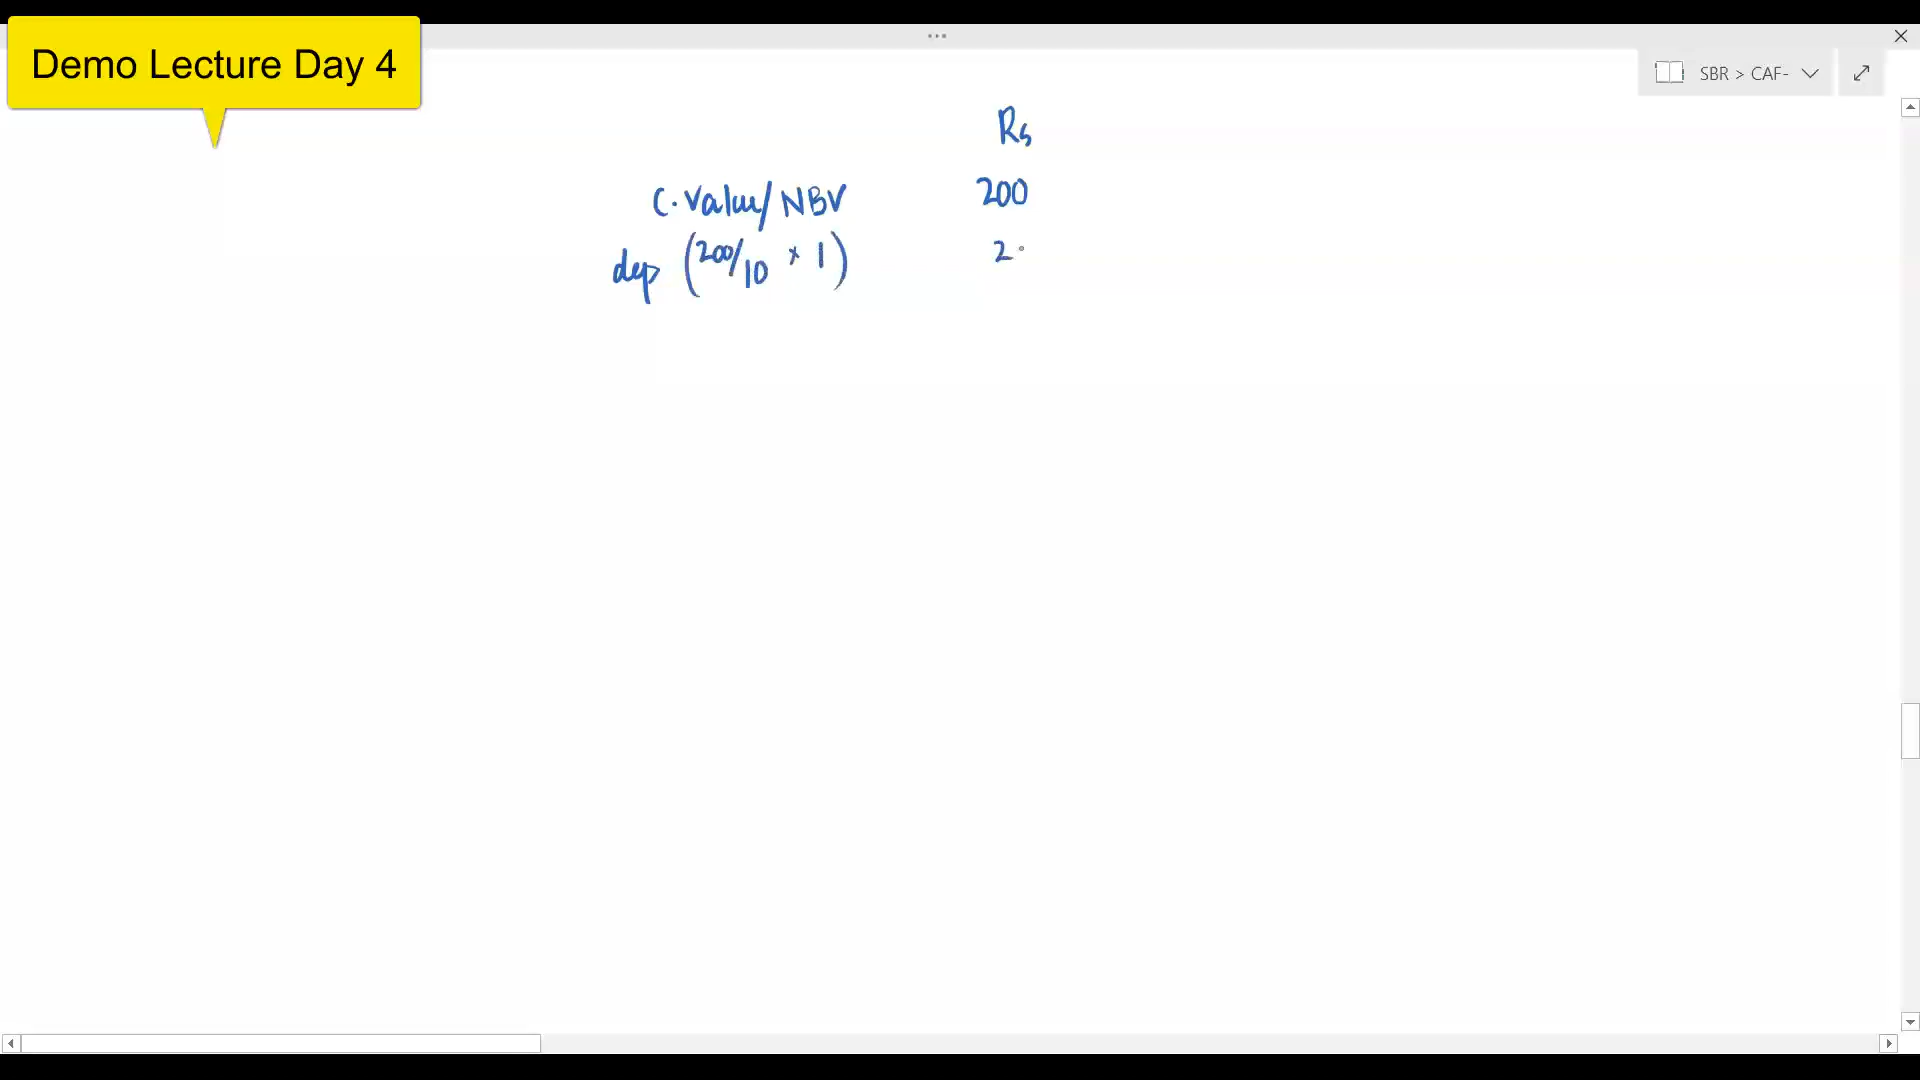 Demo Lecture Day 4
SBR > CAF-
Rs
C. Value/NBV 200
dep (200/10 × 1) 2